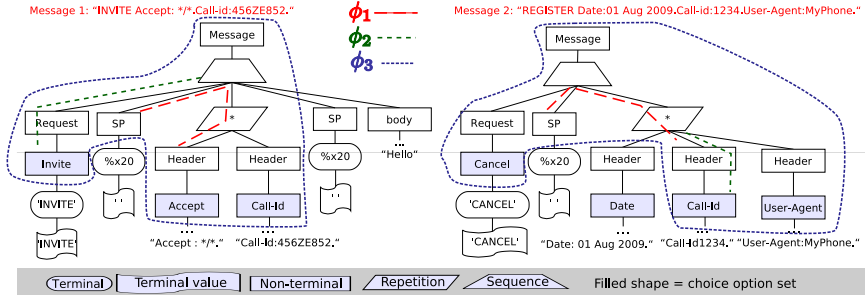 Message 1: “INVITE Accept: */*.Call-id:456ZE852.“
ϕ1
ϕ2
ϕ3
Message 2: “REGISTER Date:01 Aug 2009.Call-id:1234.User-Agent:MyPhone.“
Message
Request
SP
*
SP
body
...
“Hello“
Invite
%x20
Header
Header
%x20
'INVITE'
' '
Accept
Call-Id
' '
'INVITE'
...
...
“Accept : */*.“
“Call-Id:456ZE852.“
Message
Request
SP
*
Cancel
%x20
Header
Header
Header
'CANCEL'
' '
Date
Call-Id
User-Agent
'CANCEL'
...
...
...
“Date: 01 Aug 2009.“
“Call-Id1234.“
“User-Agent:MyPhone.“
Terminal
Terminal value
Non-terminal
Repetition
Sequence
Filled shape = choice option set